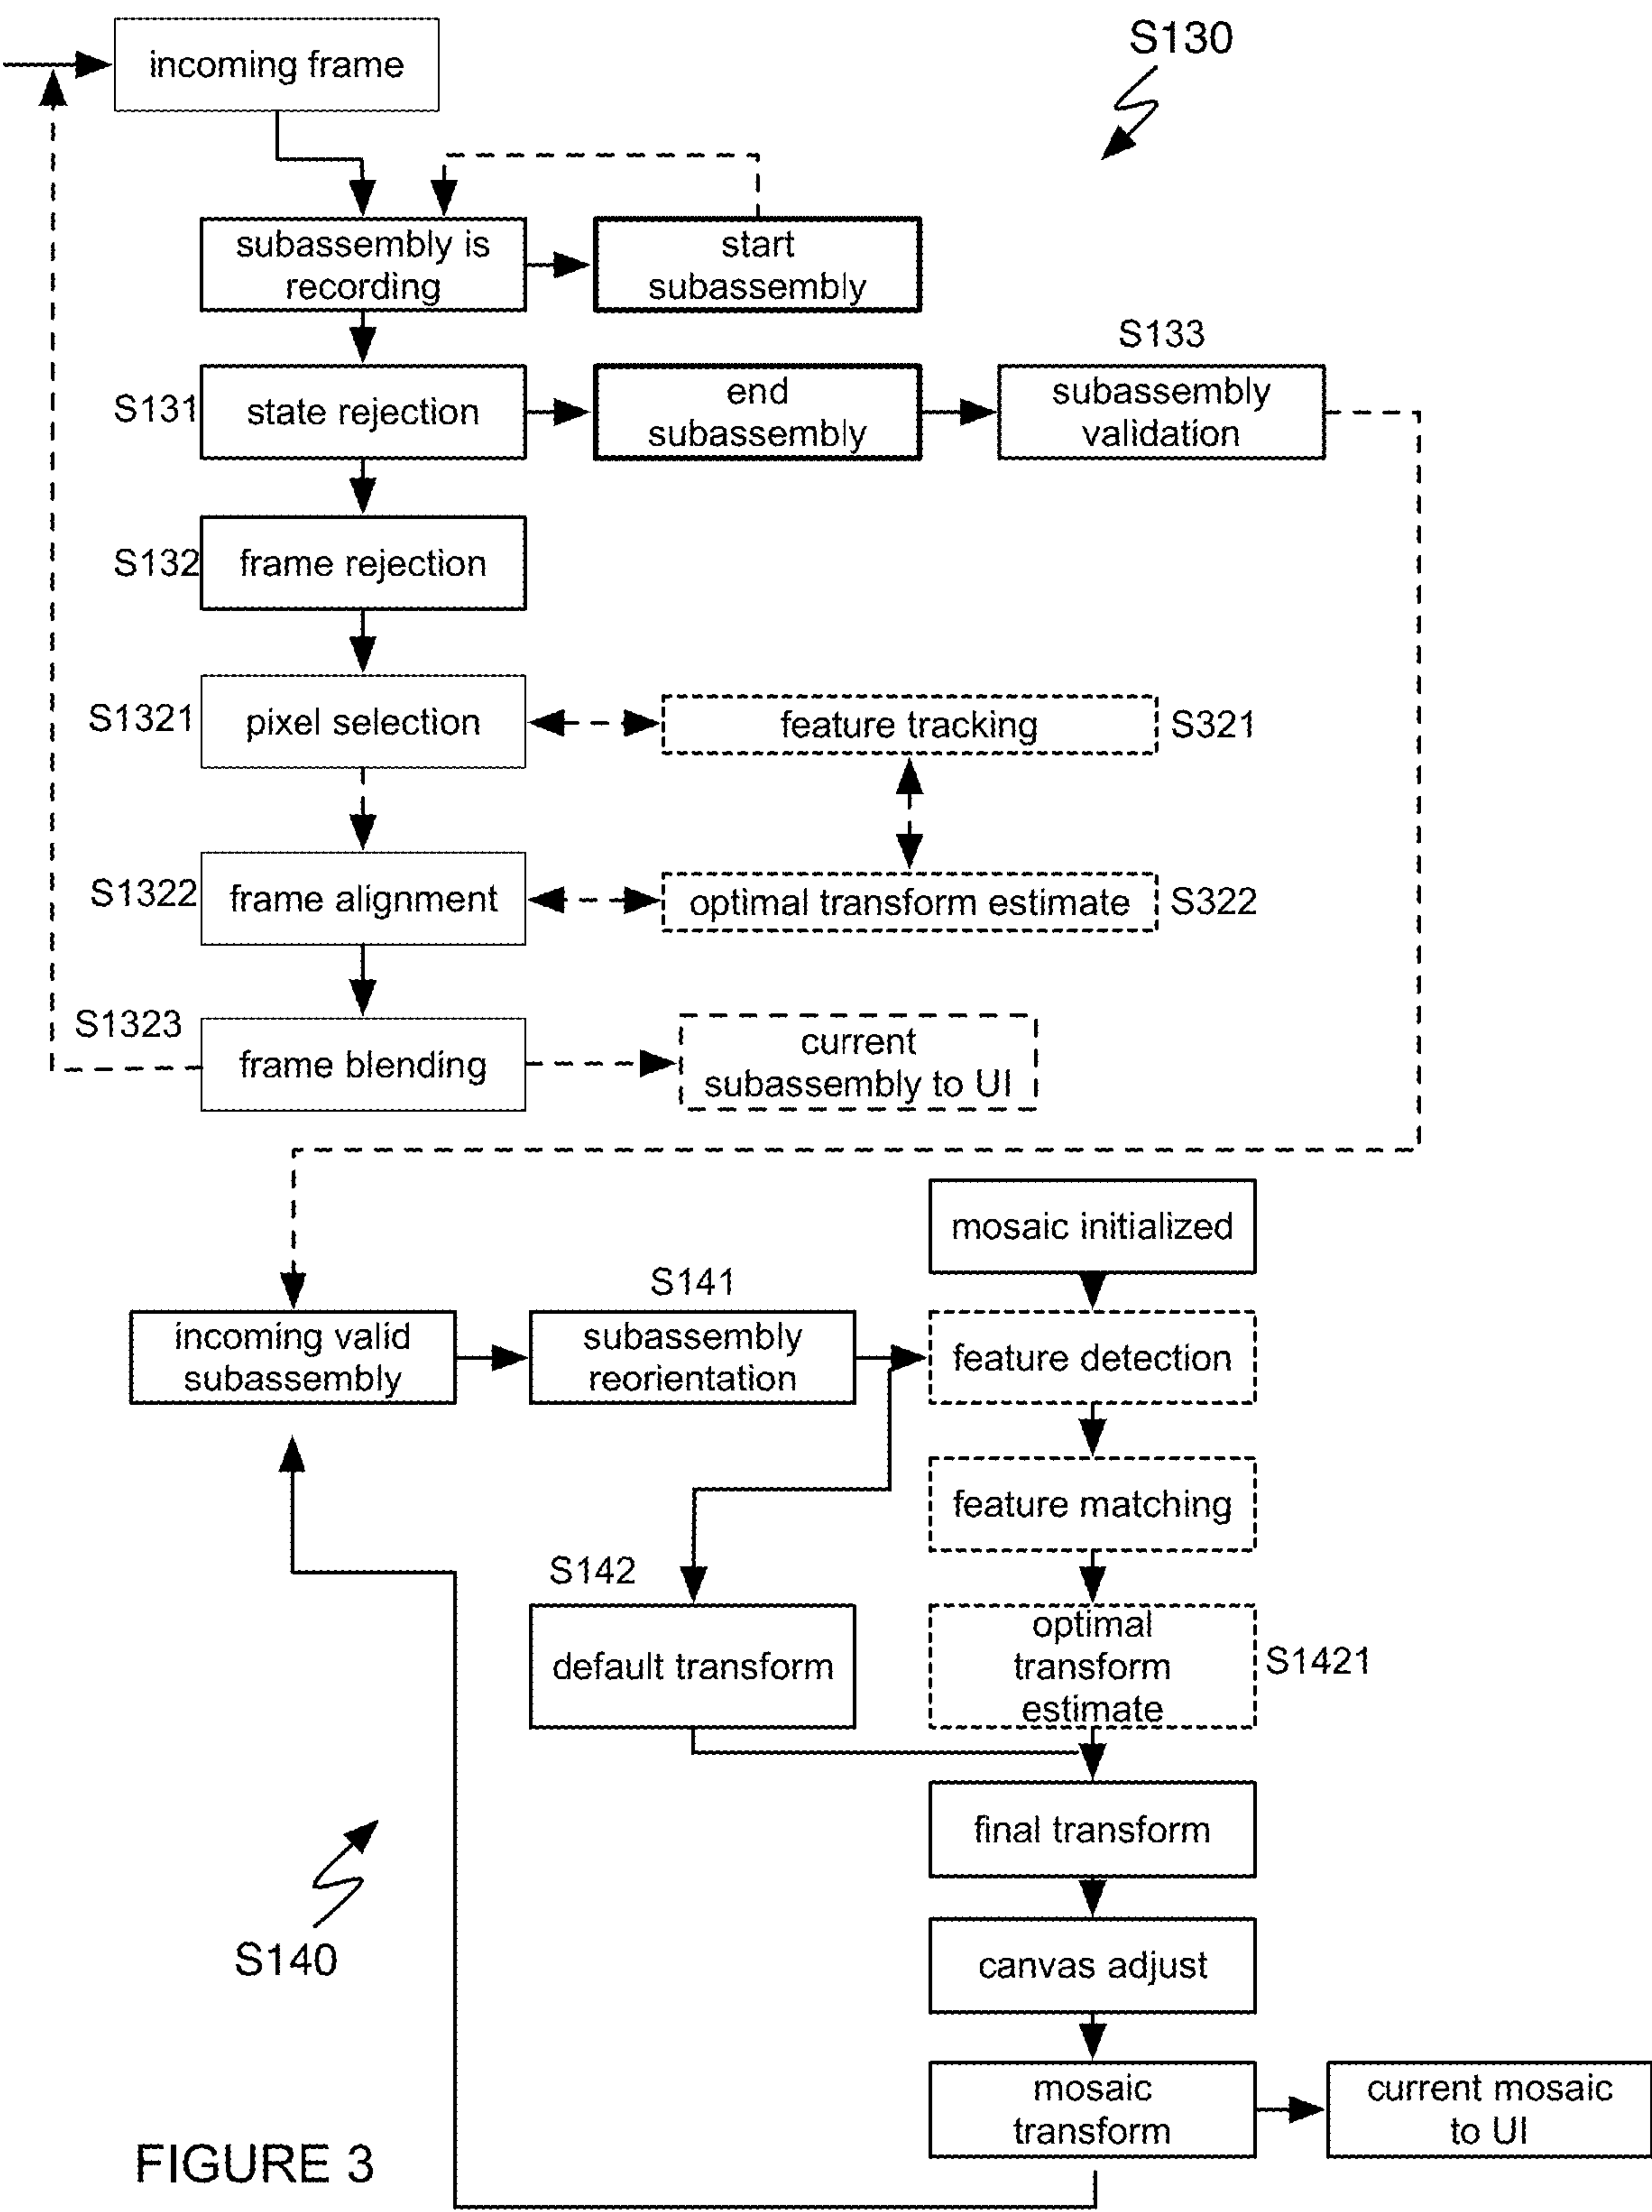 S130
incoming frame
subassembly is
recording
start
subassembly
S133
S131
state rejection
end
subassembly
subassembly
validation
S132
frame rejection
S1321
pixel selection
feature tracking
S321
S1322
frame alignment
optimal transform estimate
S322
S1323
frame blending
current
subassembly to UI
mosaic initialized
S141
incoming valid
subassembly
subassembly
reorientation
feature detection
feature matching
S142
default transform
optimal
transform
estimate
S1421
final transform
S140
canvas adjust
mosaic
transform
current mosaic
to UI
FIGURE 3